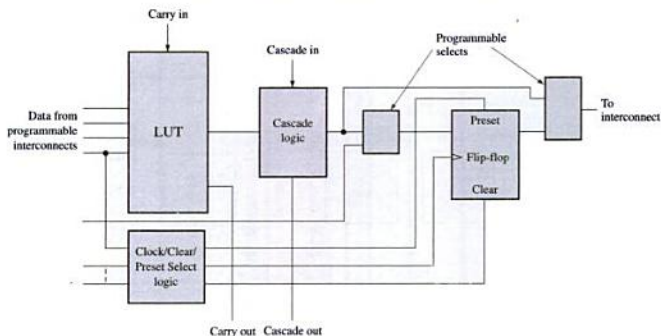 Carry in
Cascade in
Programmable
selects
Data from
programmable
interconnects
LUT
Cascade
logic
Preset
Flip-flop
Clear
To
interconnect
Clock/Clear/
Preset Select
logic
Carry out
Cascade out